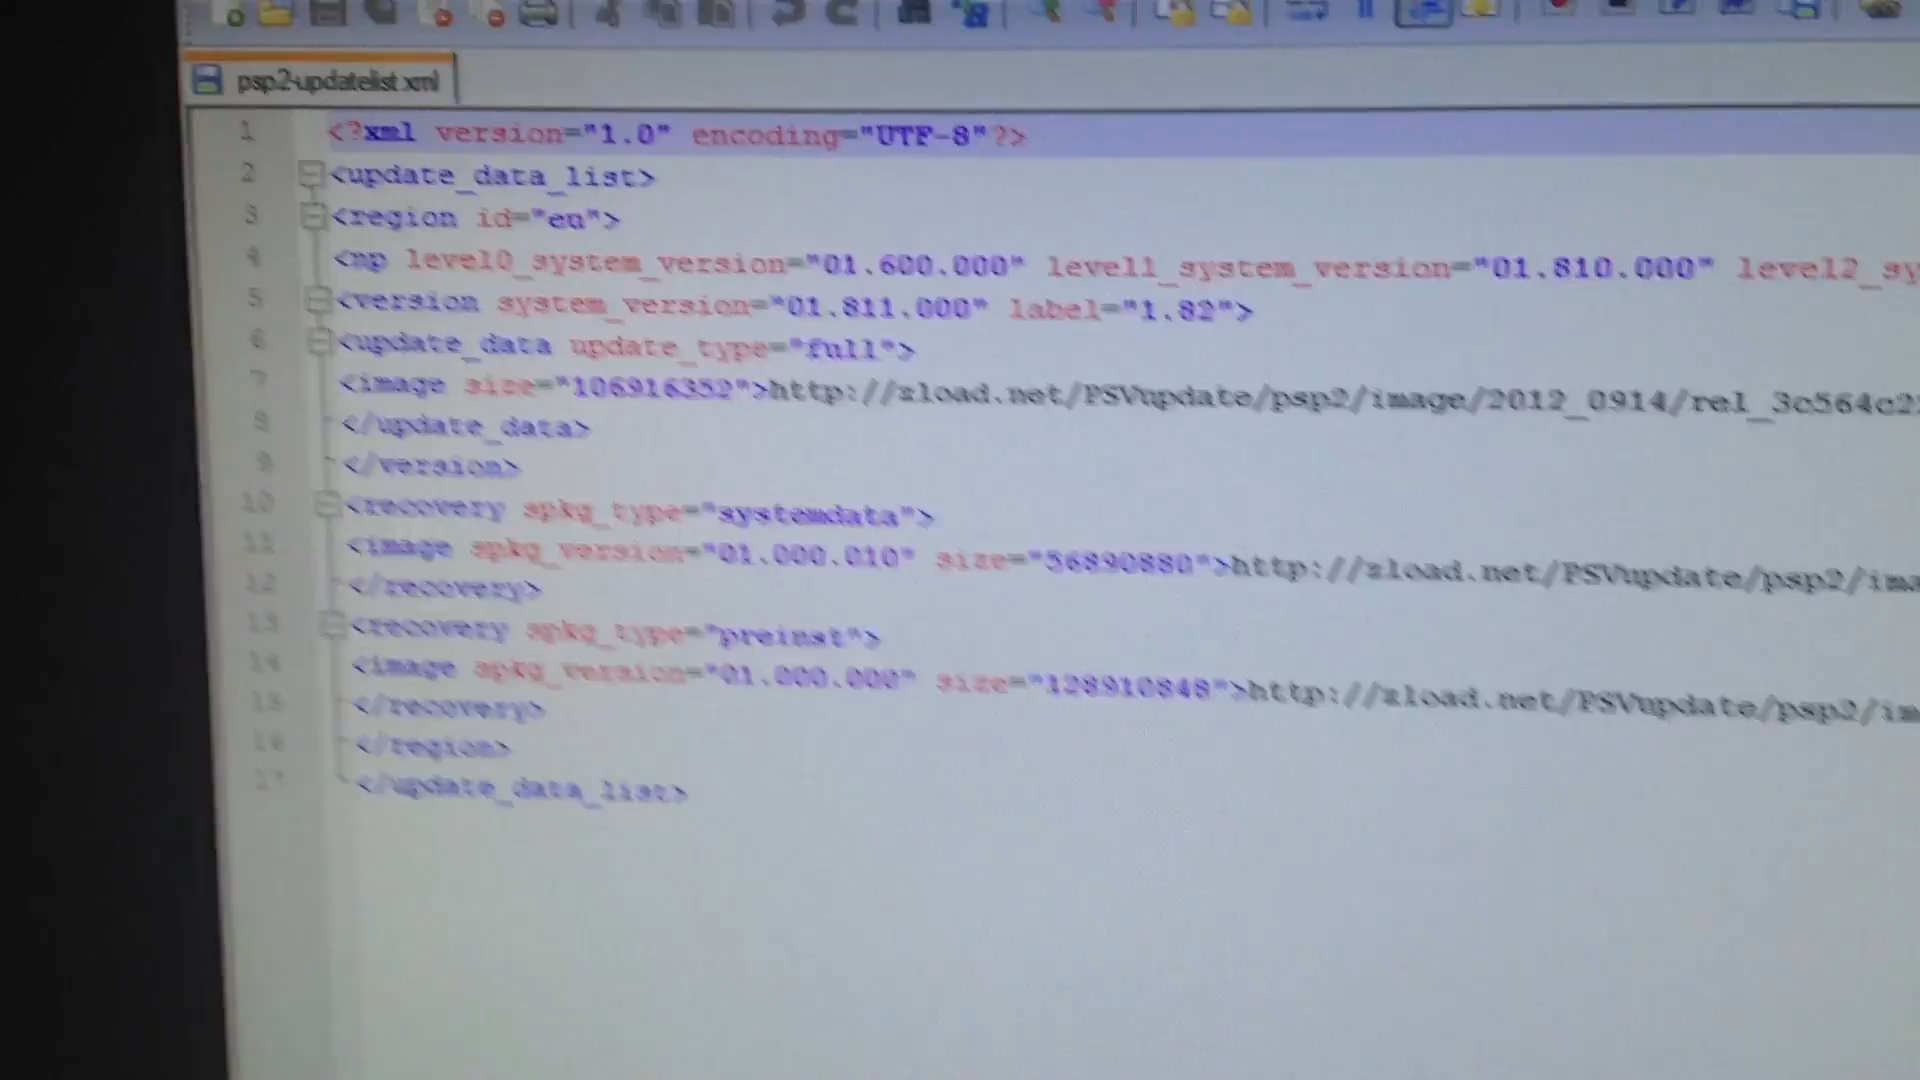 psp2-updatelist.xml
1 <?xml version="1.0" encoding="UTF-8"?>
2 <update_data_list>
3 <region id="eu">
4 <np level0_system_version="01.600.000" level1_system_version="01.810.000" level2_sy
5 <version system_version="01.811.000" label="1.82">
6 <update_data update_type="full">
7 <image size="106916352">http://zload.net/PSVupdate/psp2/image/2012_0914/rel_3c564c2
8 </update_data>
9 </version>
10 <recovery spkg_type="systemdata">
11 <image spkg_version="01.000.010" size="56890880">http://zload.net/PSVupdate/psp2/ima
12 </recovery>
13 <recovery spkg_type="preinst">
14 <image spkg_version="01.000.000" size="128910848">http://zload.net/PSVupdate/psp2/im
15 </recovery>
16 </region>
17 </update_data_list>